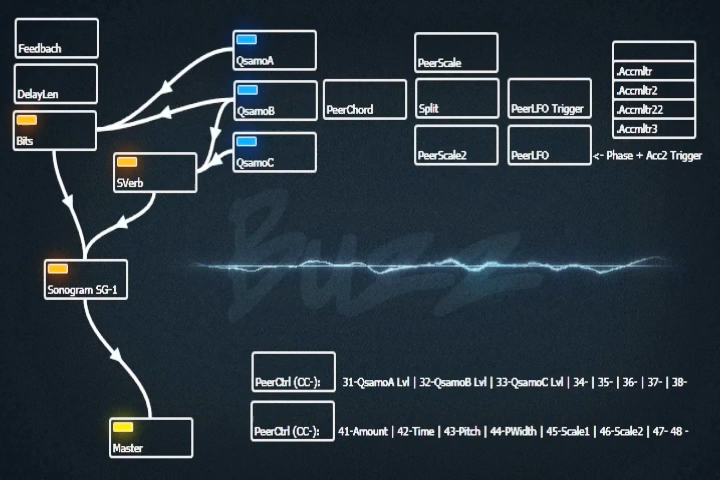 Feedbach
DelayLen
Bits
SVerb
QsamoA
QsamoB
QsamoC
PeerChord
PeerScale
Split
PeerScale2
PeerLFO Trigger
PeerLFO
.Accmltr
.Accmltr2
.Accmltr22
.Accmltr3
<- Phase + Acc2 Trigger
Buzz
Sonogram SG-1
Master
PeerCtrl (CC-): 31-QsamoA Lvl | 32-QsamoB Lvl | 33-QsamoC Lvl | 34- | 35- | 36- | 37- | 38-
PeerCtrl (CC-): 41-Amount | 42-Time | 43-Pitch | 44-PWidth | 45-Scale1 | 46-Scale2 | 47- 48 -